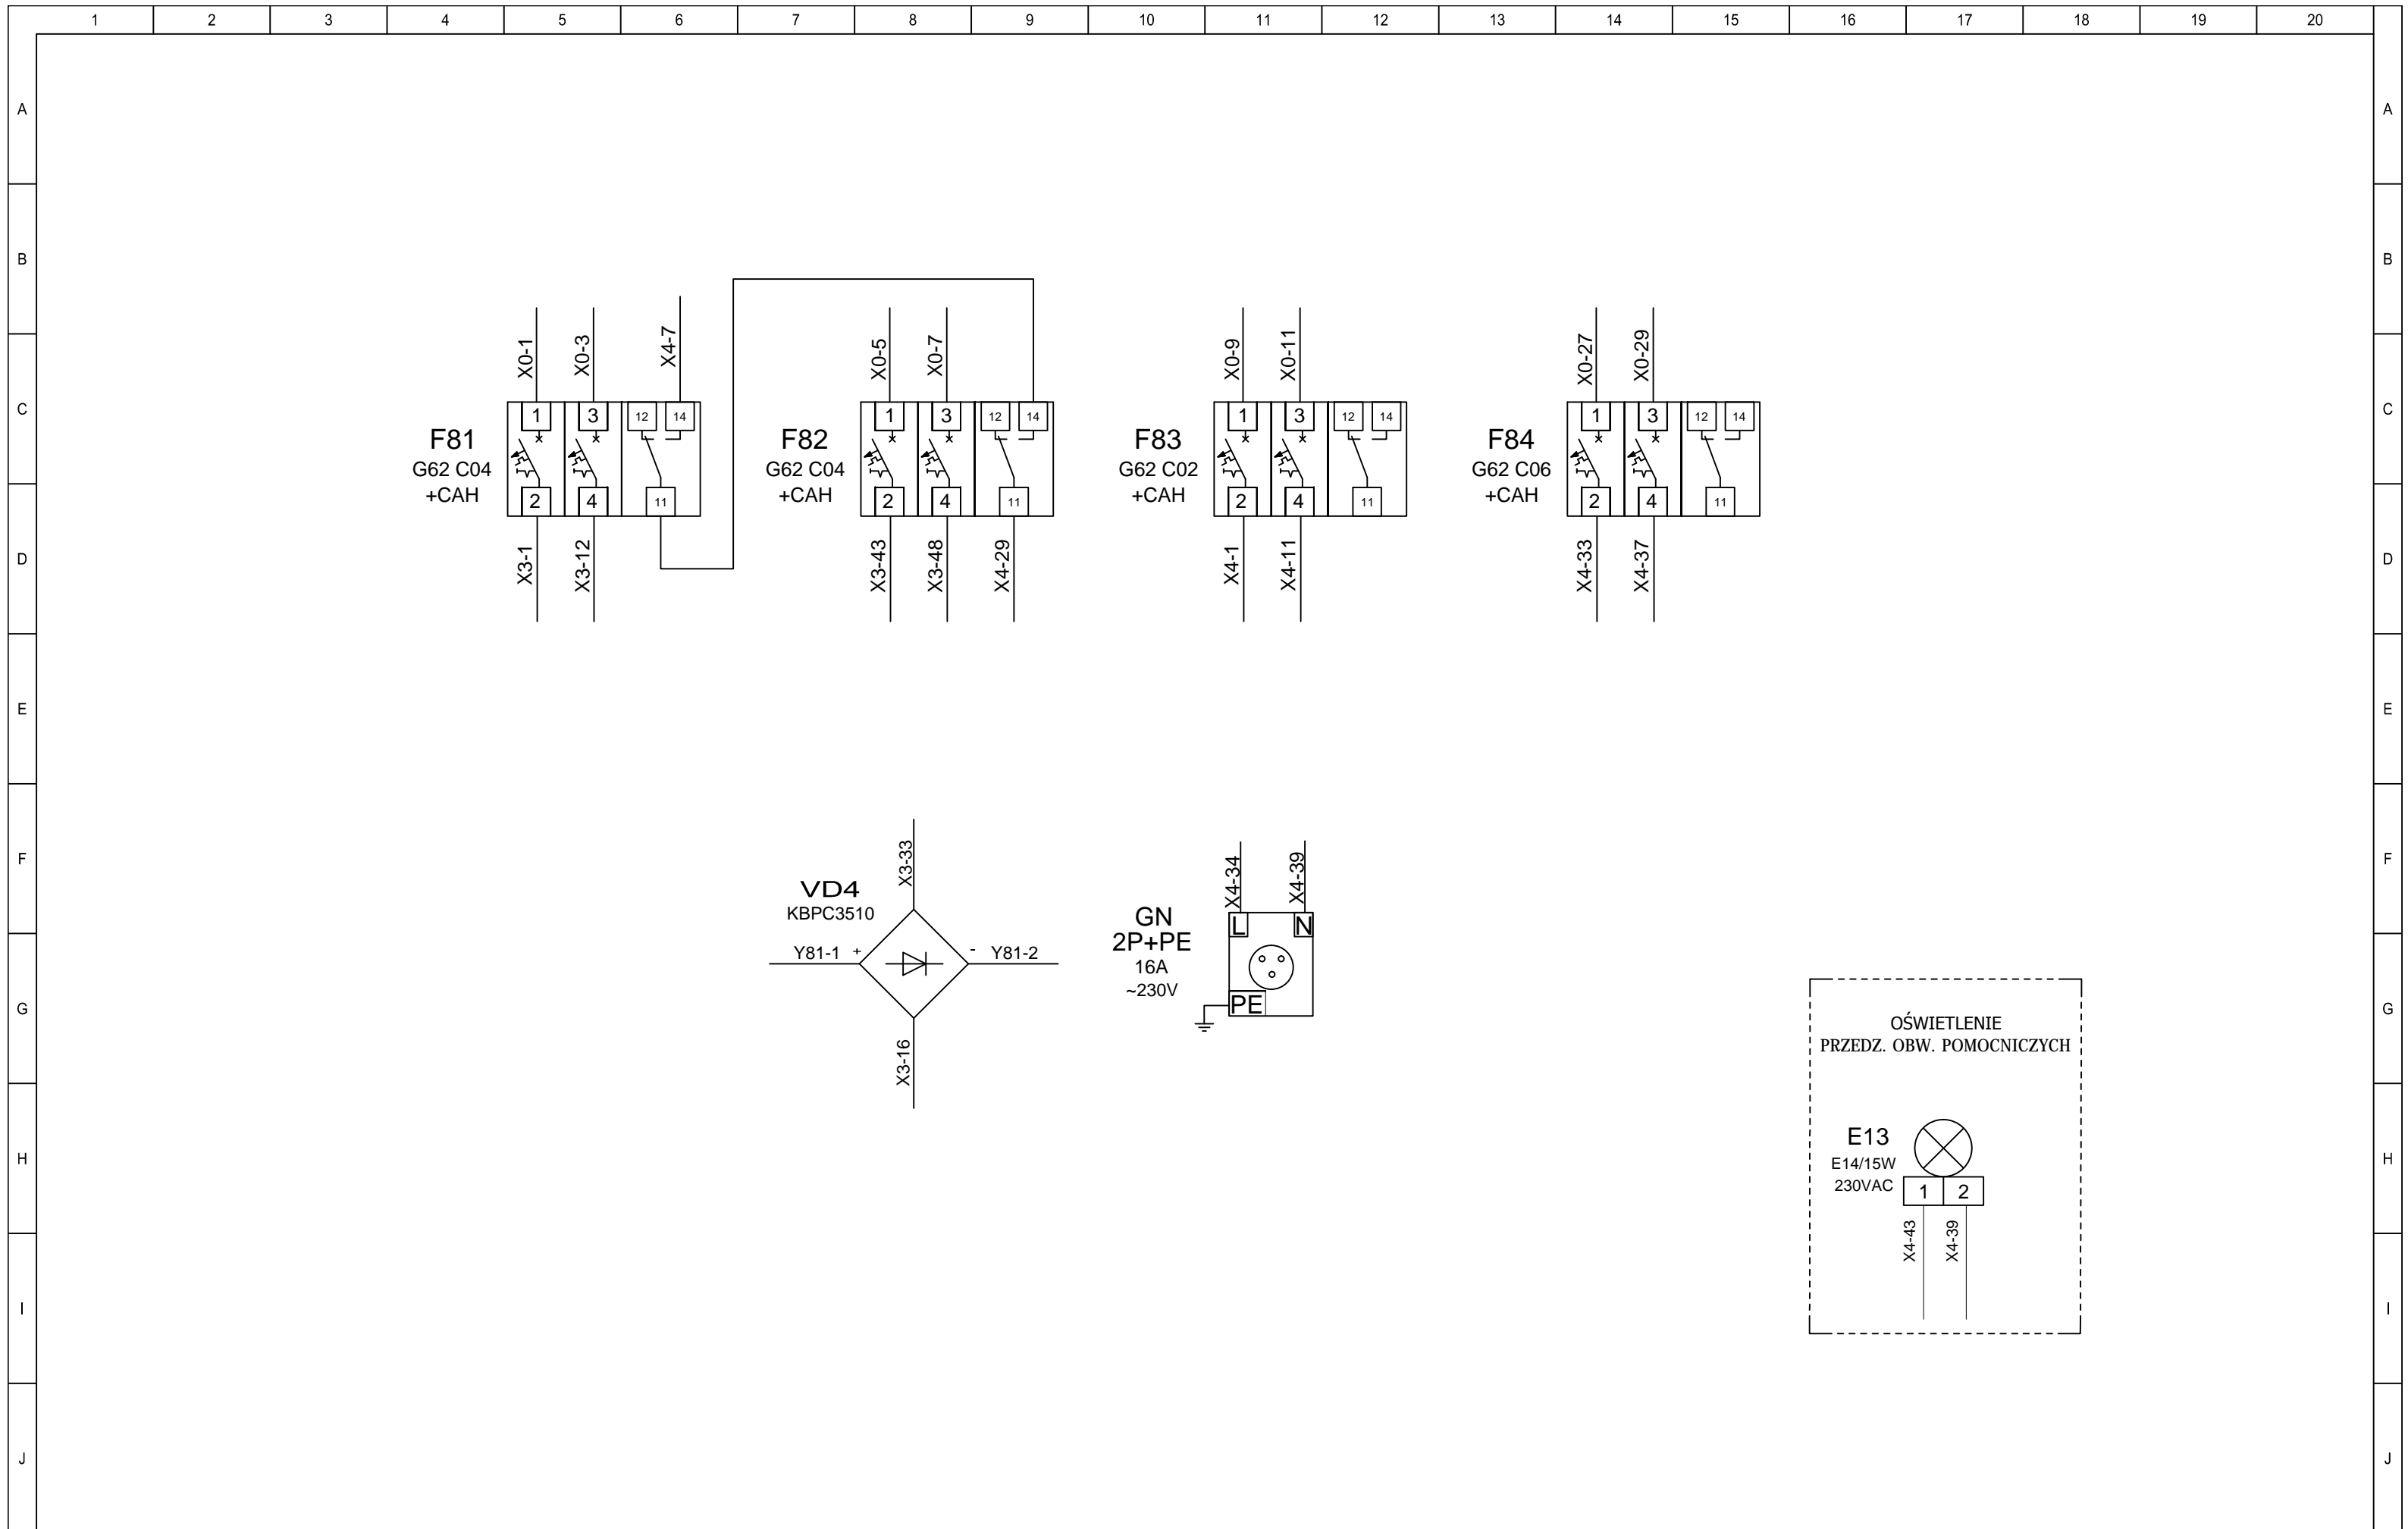 1 2 3 4 5 6 7 8 9 10 11 12 13 14 15 16 17 18 19 20
A A
B B
X0-1 X0-3 X4-7 X0-5 X0-7 X0-9 X0-11 X0-27 X0-29
C C
1 3 12 14 1 3 12 14 1 3 12 14 1 3 12 14
F81 F82 F83 F84
G62 C04 G62 C04 G62 C02 G62 C06
+CAH +CAH +CAH +CAH
2 4 11 2 4 11 2 4 11 2 4 11
D D
X3-1 X3-12 X3-43 X3-48 X4-29 X4-1 X4-11 X4-33 X4-37
E E
F F
X3-33 X4-34 X4-39
VD4
KBPC3510
GN
L N
2P+PE
Y81-1 + - Y81-2
16A
~230V
PE
G G
OŚWIETLENIE
PRZEDZ. OBW. POMOCNICZYCH
X3-16
E13
H H
E14/15W
230VAC
1 2
X4-43 X4-39
I I
J J